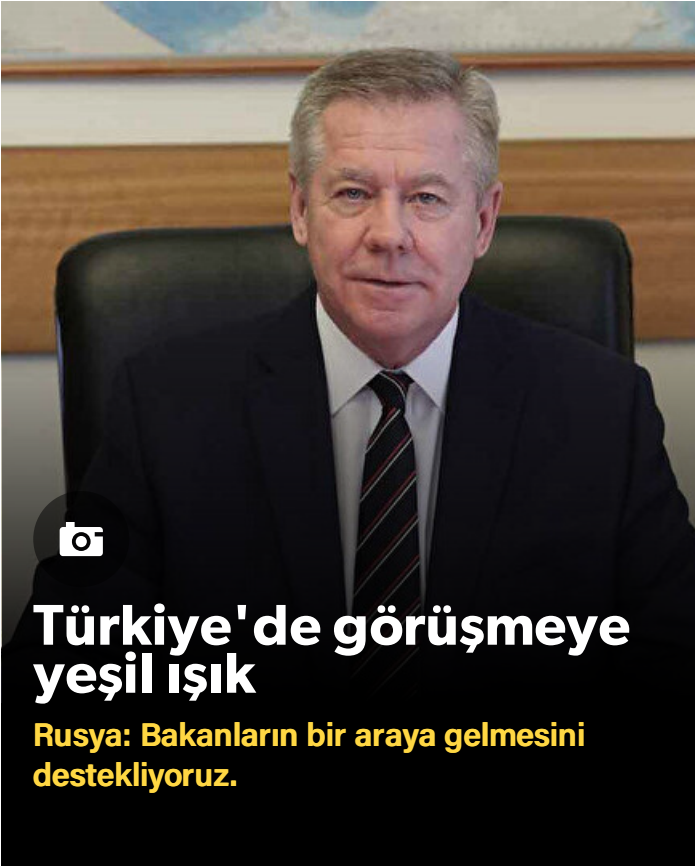 Türkiye'de görüşmeye
yeşil ışık
Rusya: Bakanların bir araya gelmesini
destekliyoruz.